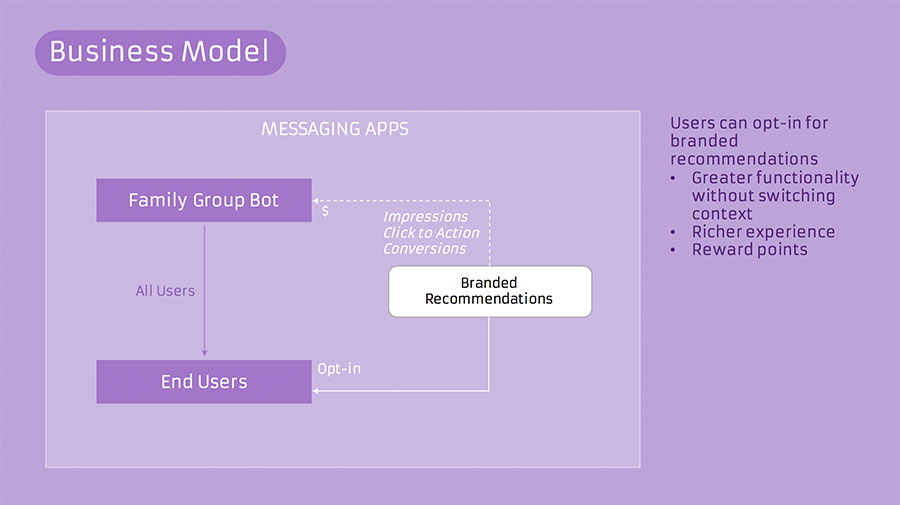 Business Model
MESSAGING APPS
Family Group Bot
$
Impressions
Click to Action
Conversions
Branded
Recommendations
All Users
End Users
Opt-in
Users can opt-in for
branded
recommendations
• Greater functionality
without switching
context
• Richer experience
• Reward points